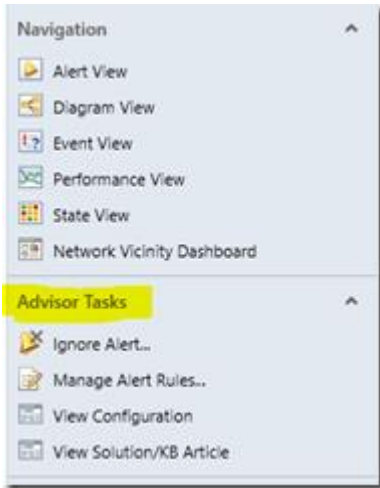 Navigation
Alert View
Diagram View
Event View
Performance View
State View
Network Vicinity Dashboard
Advisor Tasks
Ignore Alert...
Manage Alert Rules...
View Configuration
View Solution/KB Article